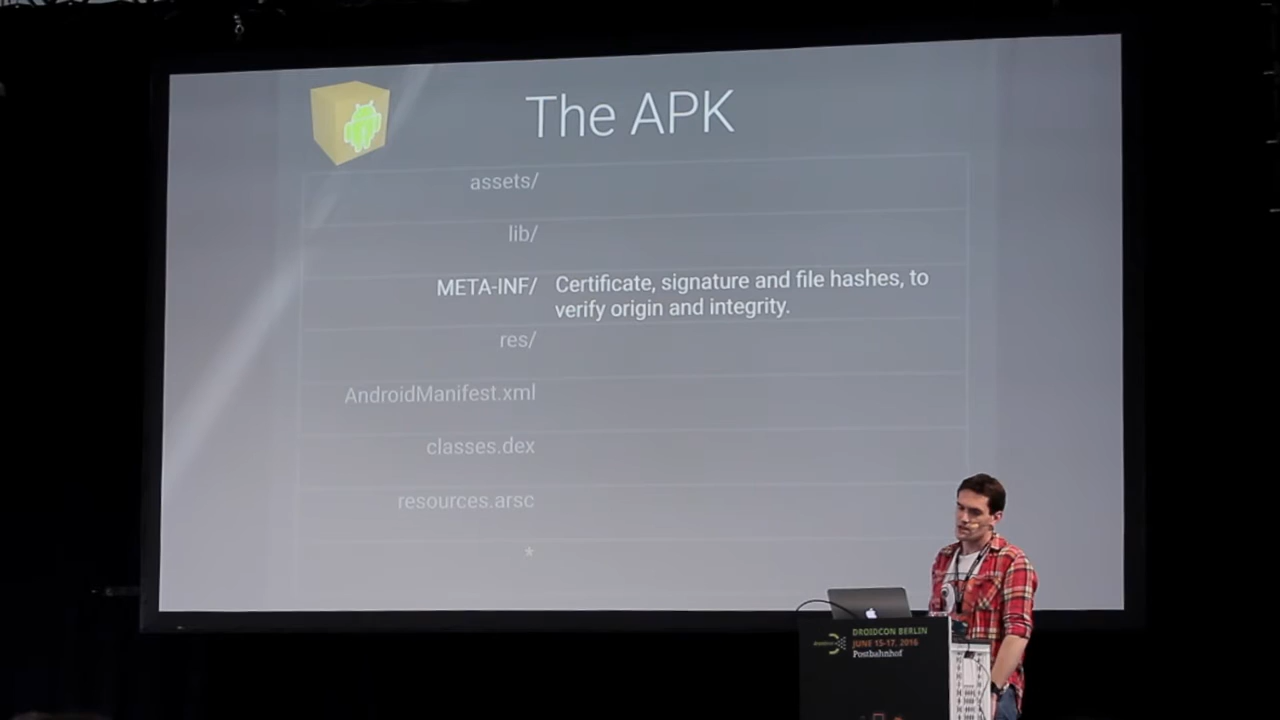 The APK
assets/
lib/
META-INF/ Certificate, signature and file hashes, to
verify origin and integrity.
res/
AndroidManifest.xml
classes.dex
resources.arsc
*
DROIDCON BERLIN
JUNE 15-17, 2016
Postbahnhof